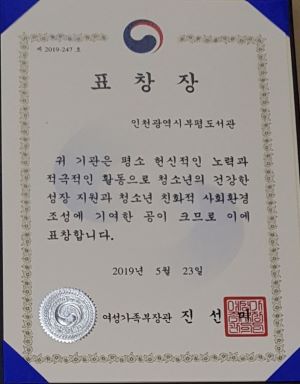 제 2019-247 호
표창장
인천광역시부평도서관
귀 기관은 평소 헌신적인 노력과
적극적인 활동으로 청소년의 건강한
성장 지원과 청소년 친화적 사회환경
조성에 기여한 공이 크므로 이에
표창합니다.
2019년 5월 23일
여성가족부장관 진선미